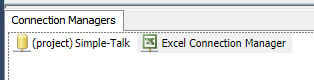 Connection Managers
(project) Simple-Talk Excel Connection Manager